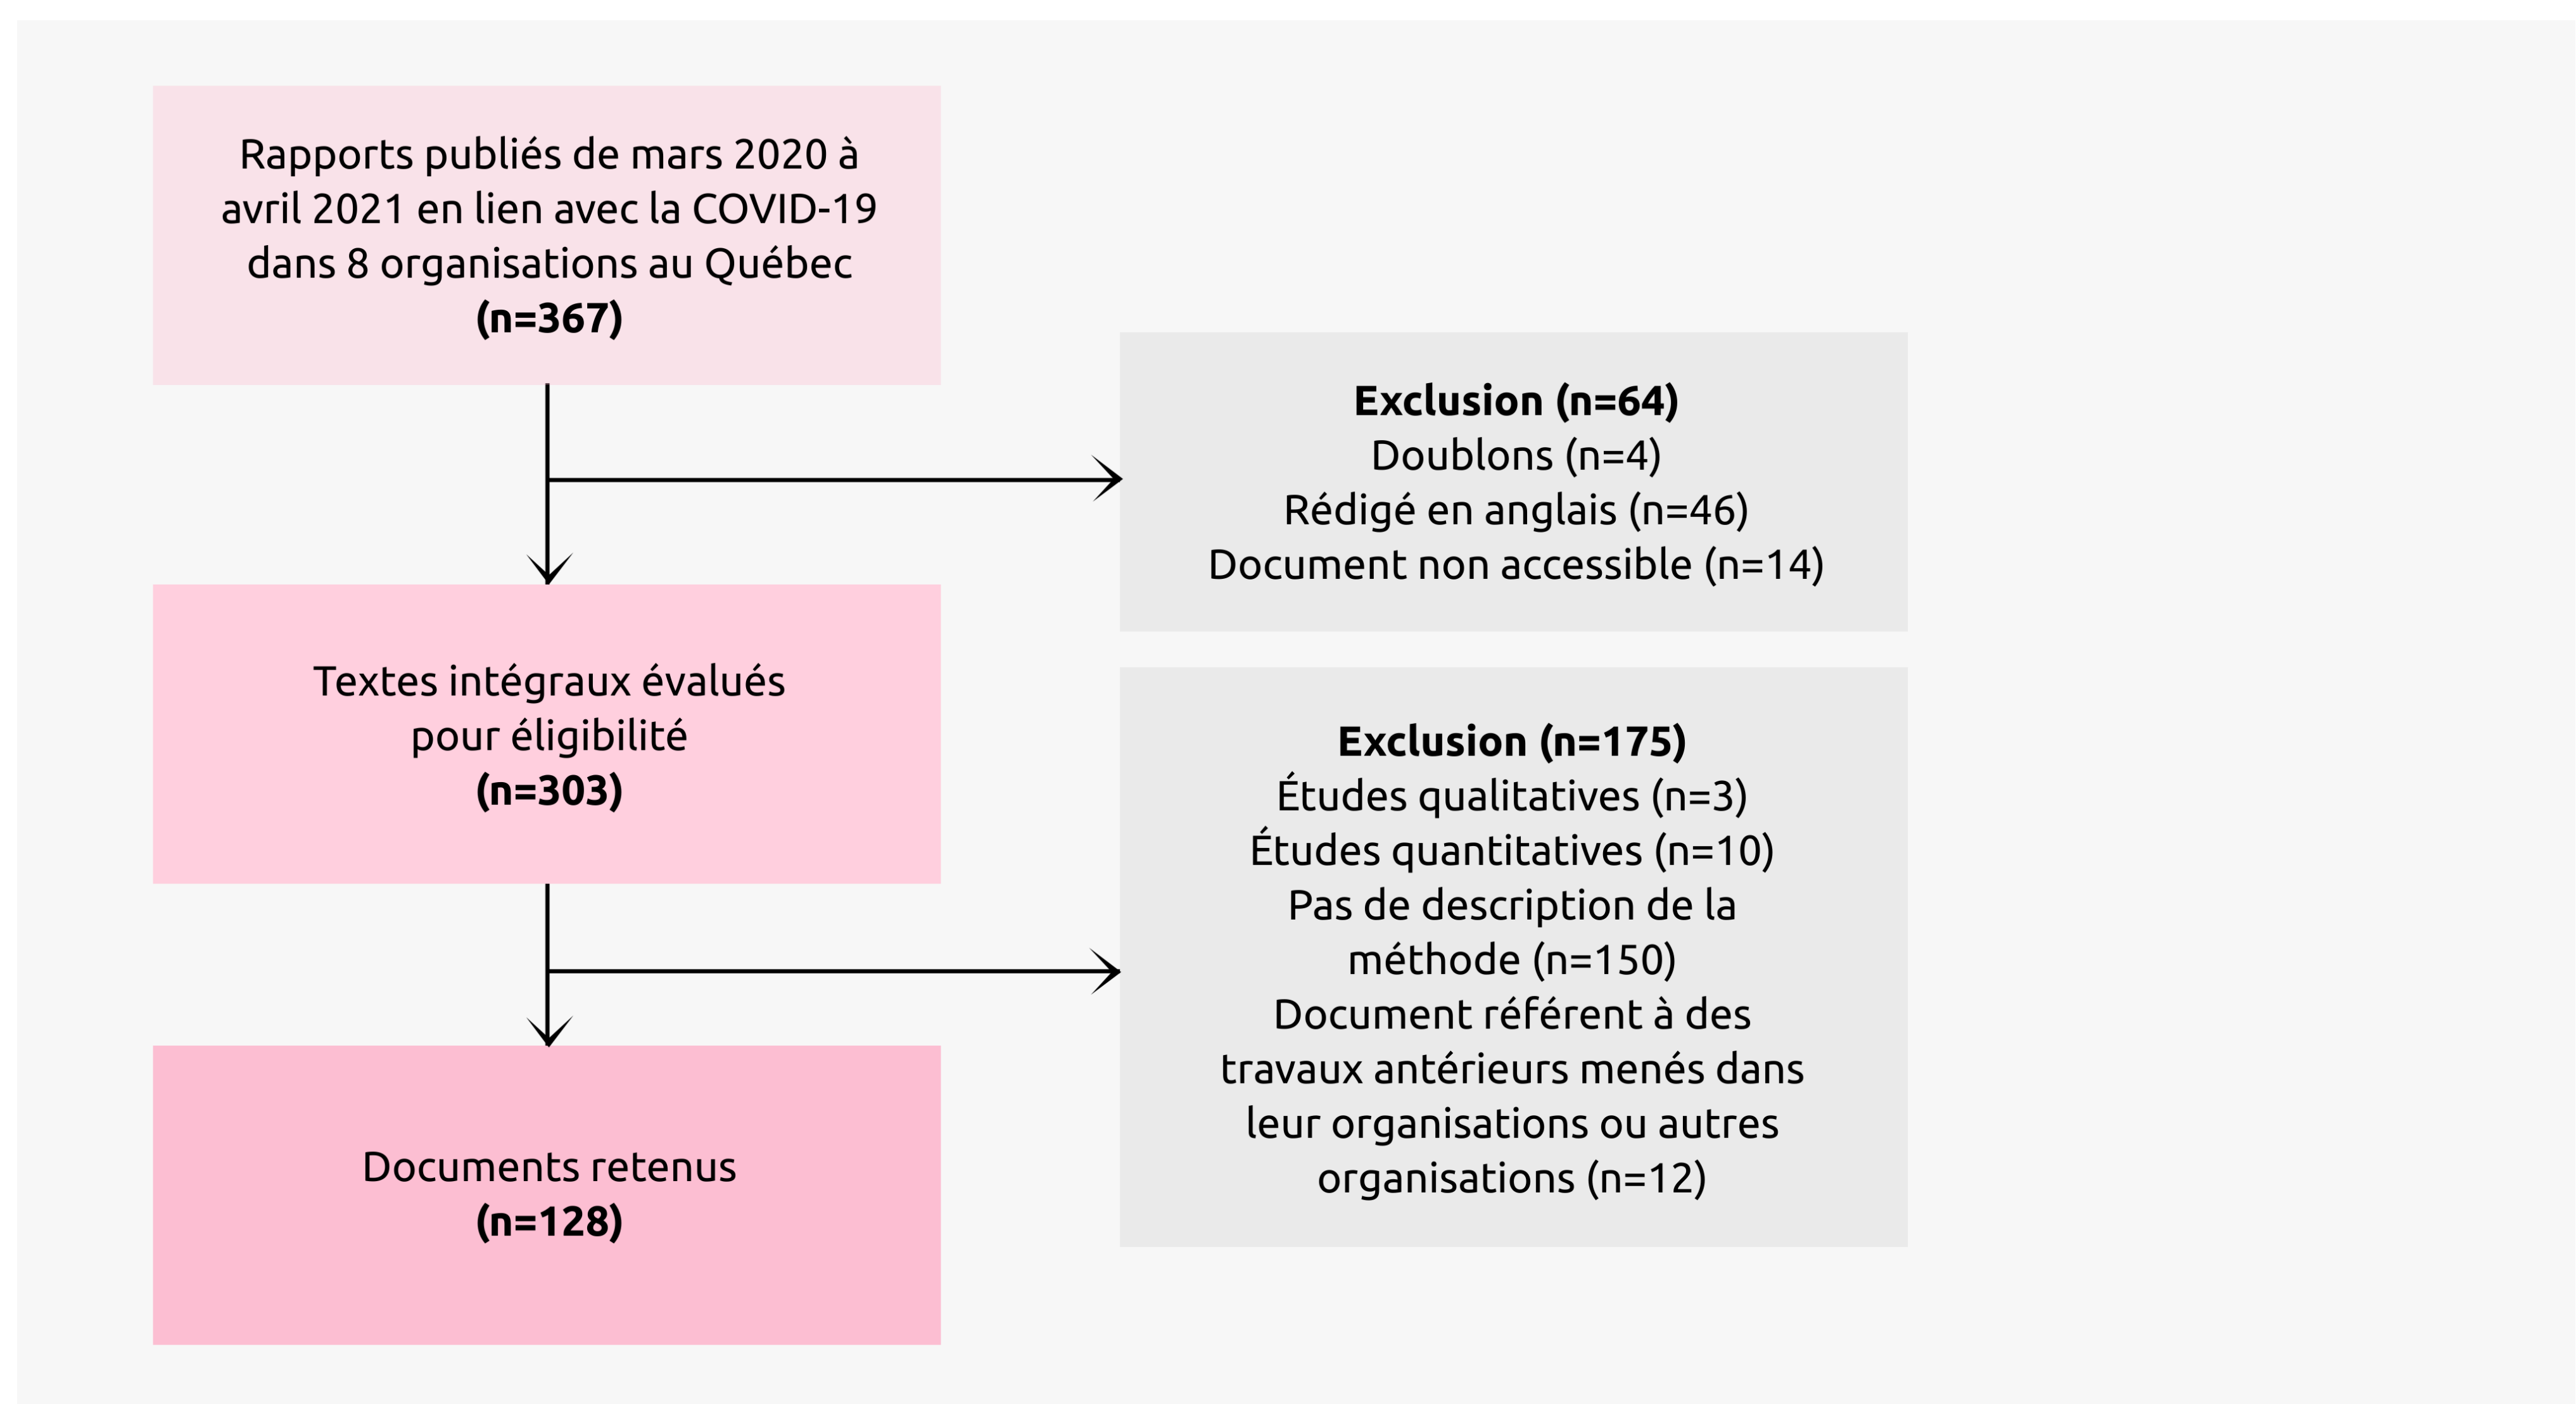 Rapports publiés de mars 2020 à
avril 2021 en lien avec la COVID-19
dans 8 organisations au Québec
(n=367)
Exclusion (n=64)
Doublons (n=4)
Rédigé en anglais (n=46)
Document non accessible (n=14)
Textes intégraux évalués
pour éligibilité
(n=303)
Exclusion (n=175)
Études qualitatives (n=3)
Études quantitatives (n=10)
Pas de description de la
méthode (n=150)
Document référent à des
travaux antérieurs menés dans
leur organisations ou autres
organisations (n=12)
Documents retenus
(n=128)